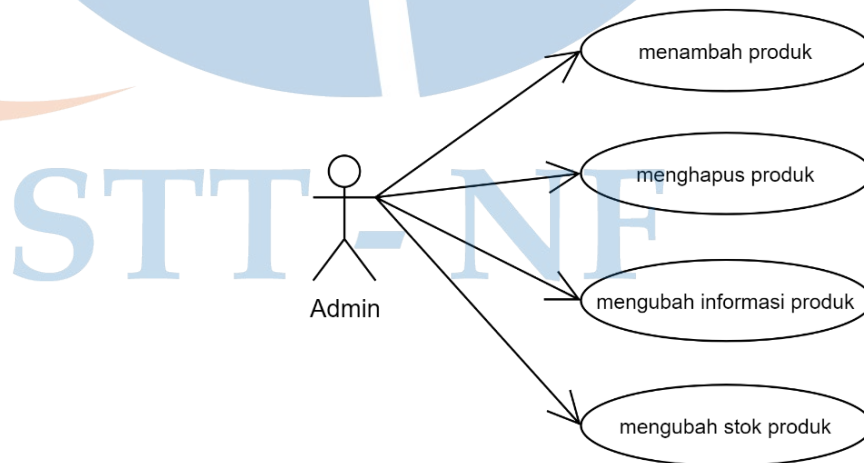 menambah produk
menghapus produk
STT - NF
mengubah informasi produk
Admin
mengubah stok produk